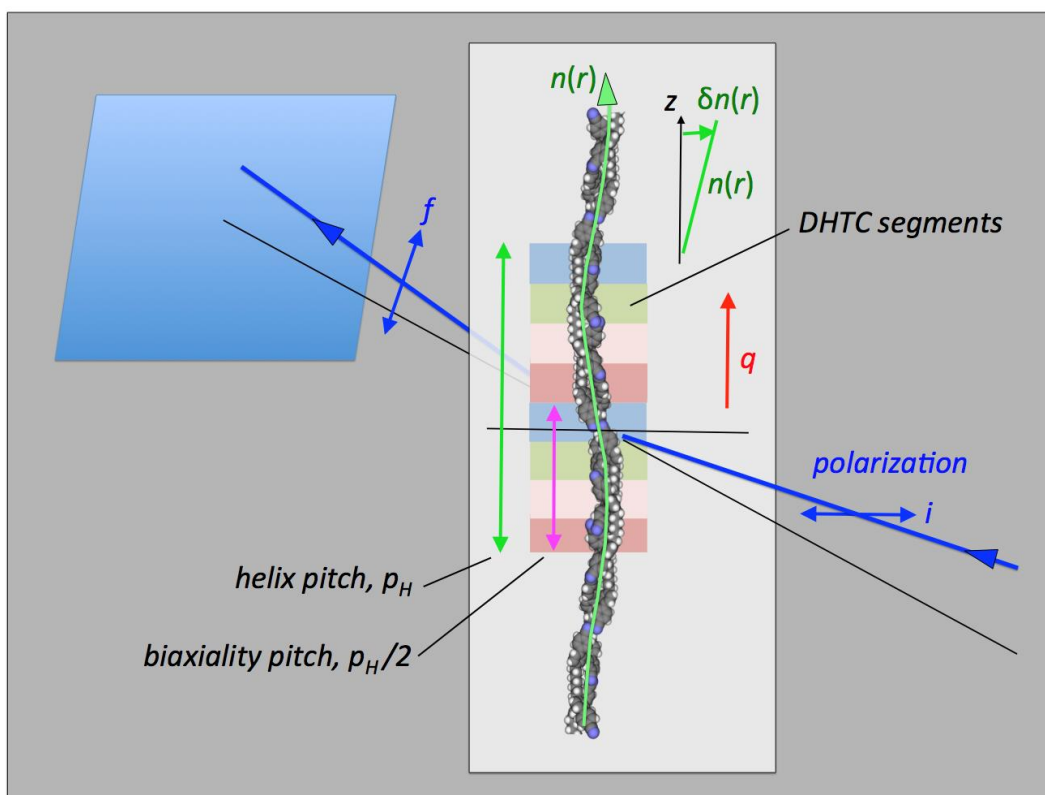 n(r)
z
δn(r)
n(r)
DHTC segments
f
q
polarization
i
helix pitch, pH
biaxiality pitch, pH/2